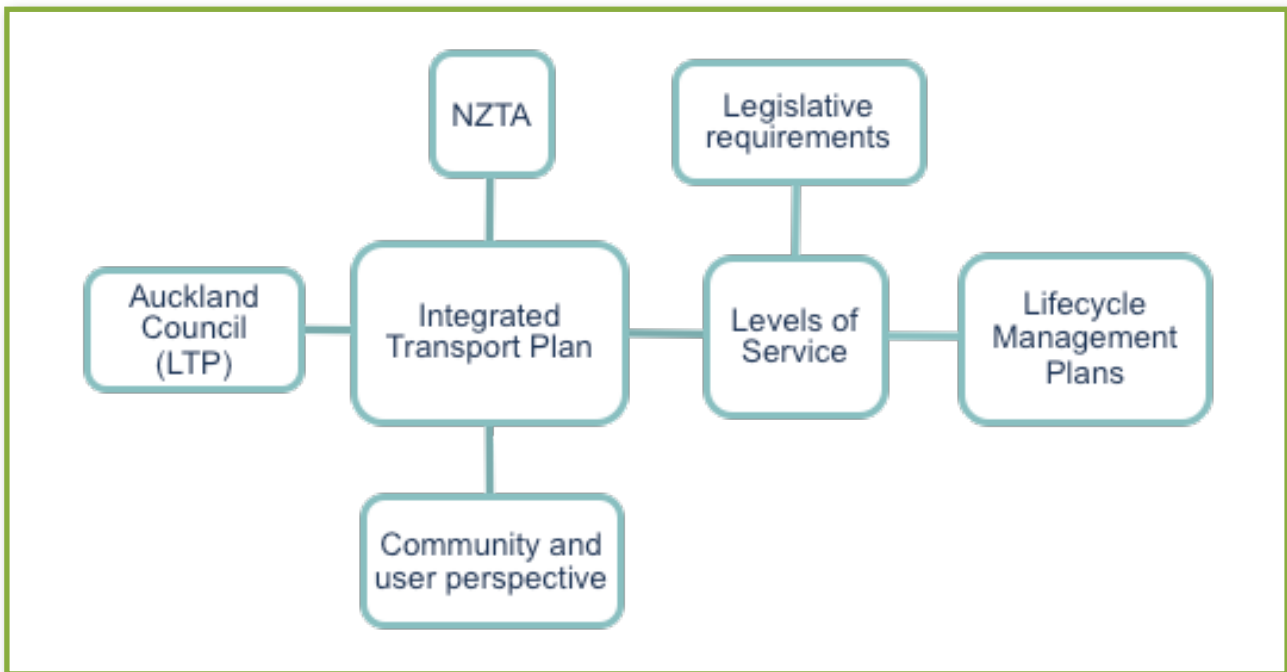 NZTA
Legislative
requirements
Auckland
Council
(LTP)
Integrated
Transport Plan
Levels of
Service
Lifecycle
Management
Plans
Community and
user perspective